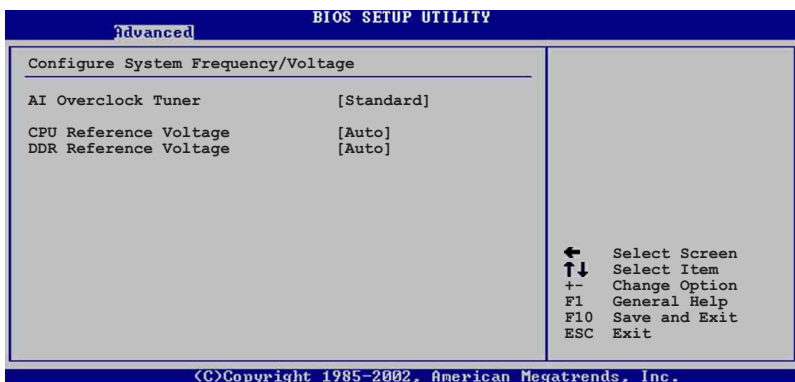 BIOS SETUP UTILITY
Advanced
Configure System Frequency/Voltage
AI Overclock Tuner [Standard]
CPU Reference Voltage [Auto]
DDR Reference Voltage [Auto]
← Select Screen
↑↓ Select Item
+- Change Option
F1 General Help
F10 Save and Exit
ESC Exit
(C)Copyright 1985-2002, American Megatrends, Inc.